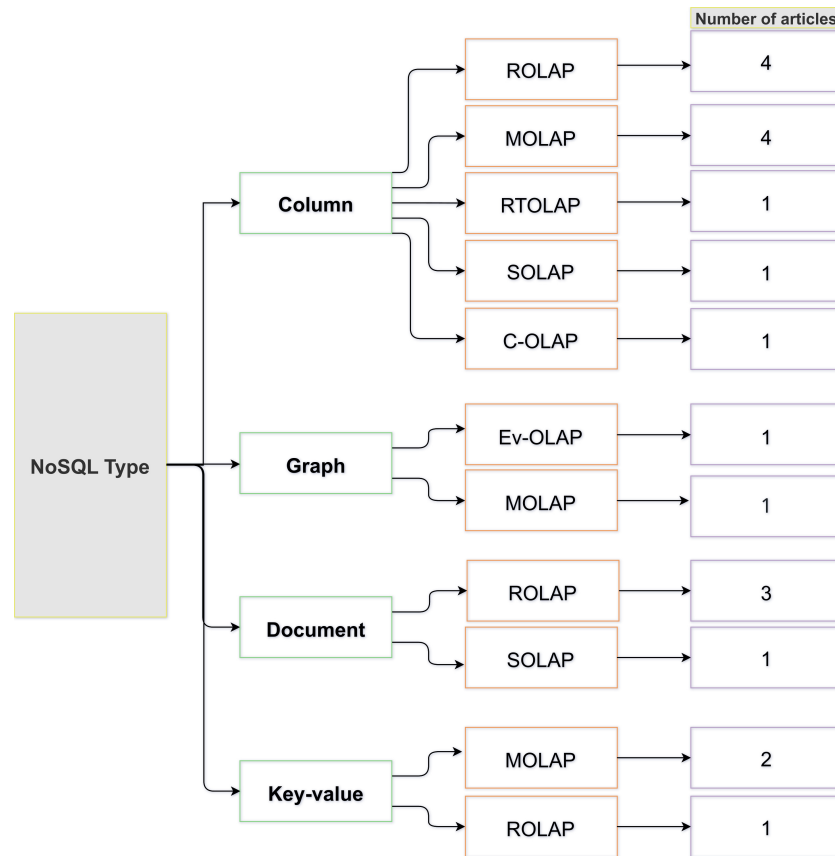 Number of articles
ROLAP
4
MOLAP
4
Column
RTOLAP
1
SOLAP
1
C-OLAP
1
NoSQL Type
Graph
Ev-OLAP
1
MOLAP
1
Document
ROLAP
3
SOLAP
1
Key-value
MOLAP
2
ROLAP
1